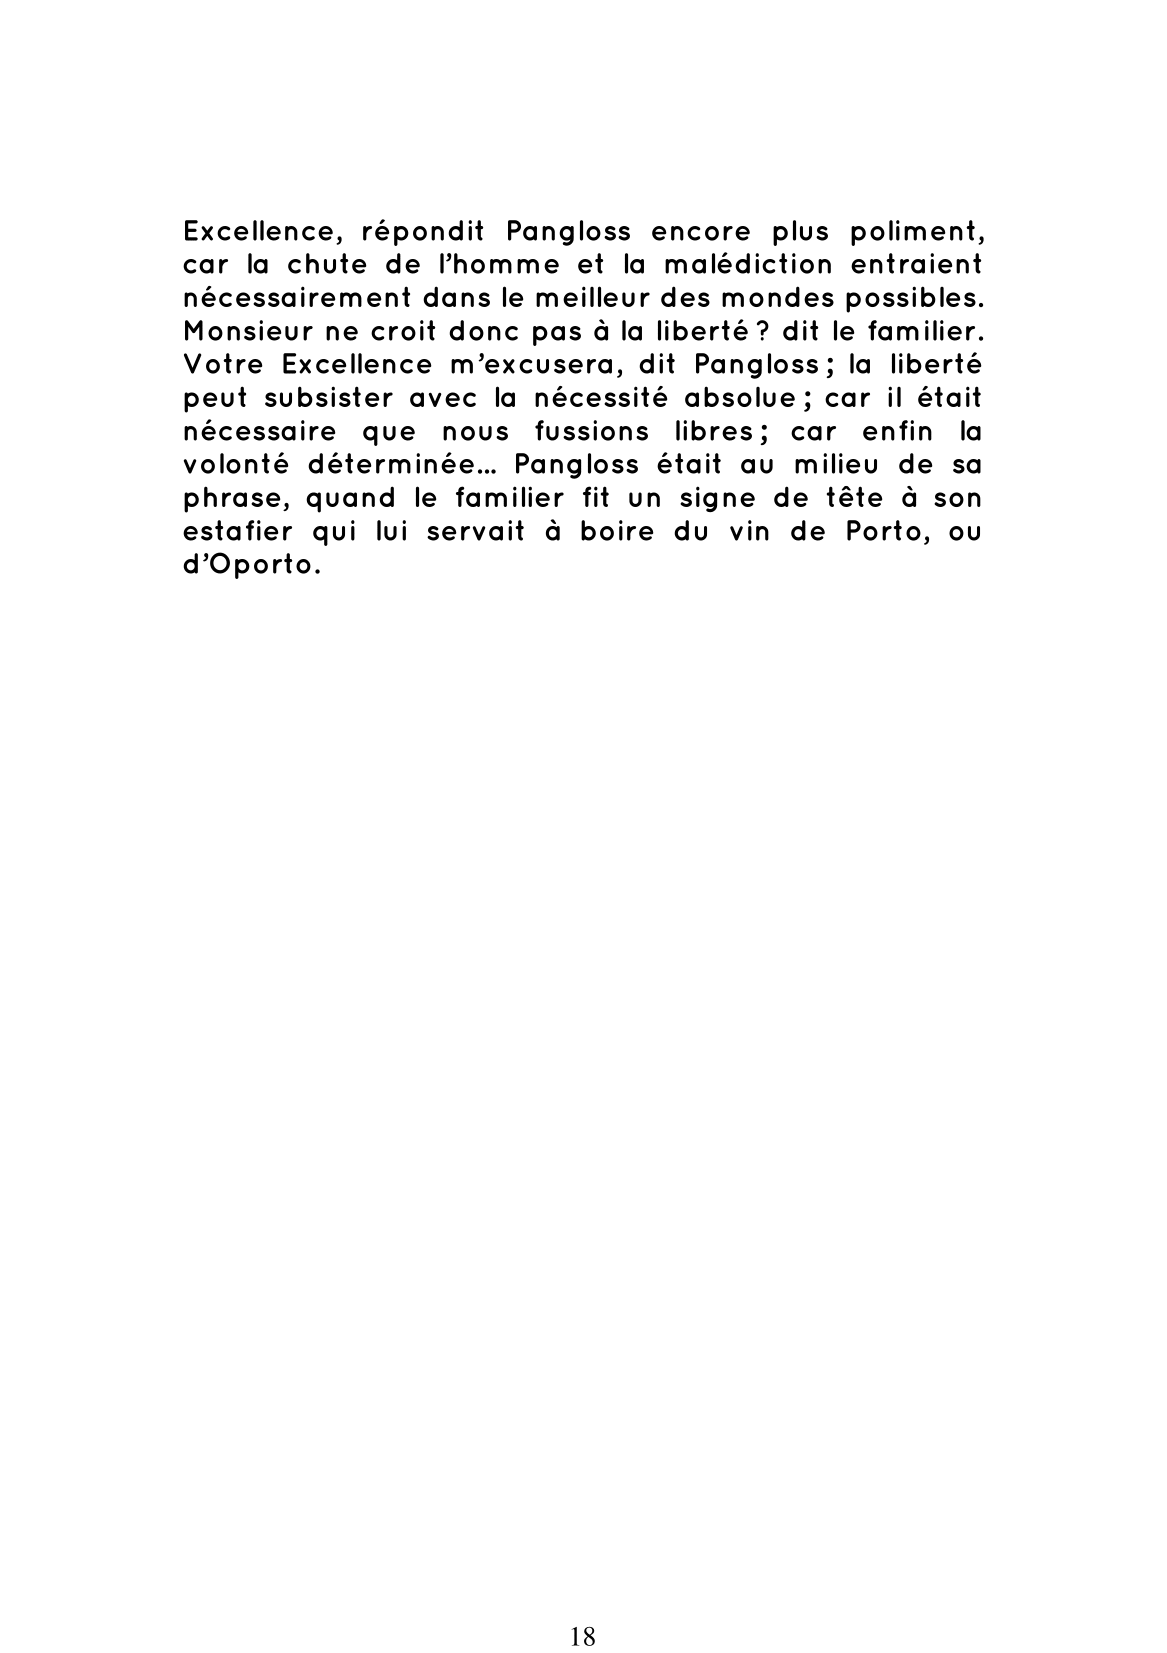 Excellence, répondit Pangloss encore plus poliment,
car la chute de l’homme et la malédiction entraient
nécessairement dans le meilleur des mondes possibles.
Monsieur ne croit donc pas à la liberté ? dit le familier.
Votre Excellence m’excusera, dit Pangloss ; la liberté
peut subsister avec la nécessité absolue ; car il était
nécessaire que nous fussions libres ; car enfin la
volonté déterminée... Pangloss était au milieu de sa
phrase, quand le familier fit un signe de tête à son
estafier qui lui servait à boire du vin de Porto, ou
d’Oporto.
18